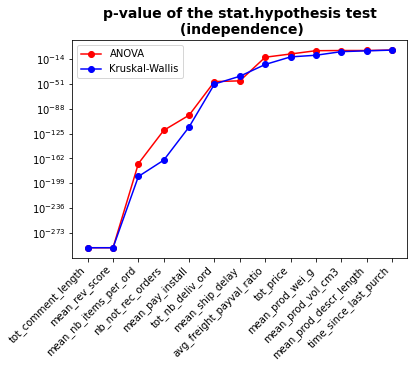 p-value of the stat.hypothesis test
(independence)
ANOVA
Kruskal-Wallis
10^-14
10^-51
10^-88
10^-125
10^-162
10^-199
10^-236
10^-273
tot_comment_length
mean_rev_score
mean_nb_items_per_ord
nb_not_rec_orders
mean_pay_install
tot_nb_deliv_ord
mean_ship_delay
avg_freight_payval_ratio
tot_price
mean_prod_wei_g
mean_prod_vol_cm3
mean_prod_descr_length
time_since_last_purch